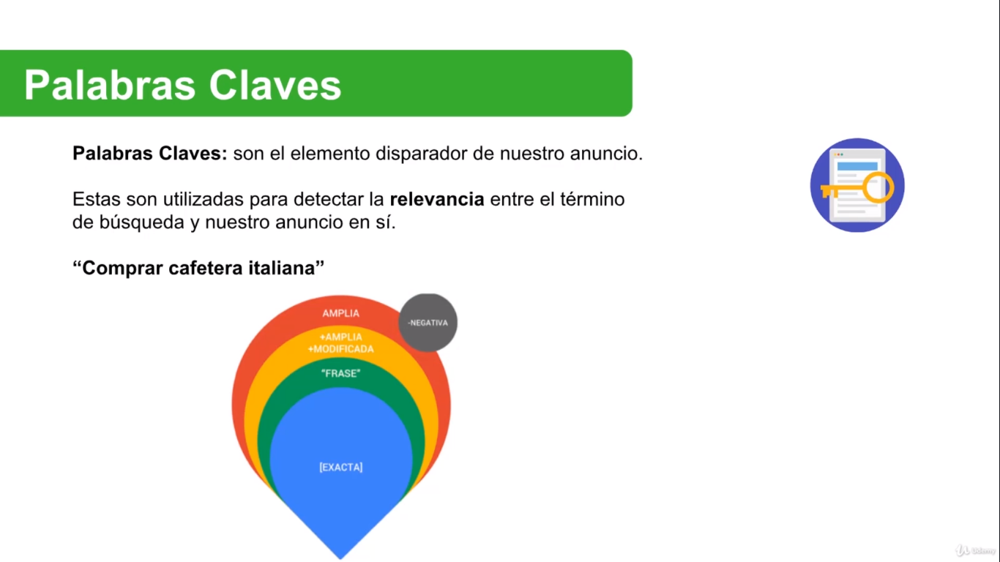 Palabras Claves
Palabras Claves: son el elemento disparador de nuestro anuncio.
Estas son utilizadas para detectar la relevancia entre el término
de búsqueda y nuestro anuncio en sí.
“Comprar cafetera italiana”
AMPLIA
-NEGATIVA
+AMPLIA
+MODIFICADA
“FRASE”
[EXACTA]
Udemy